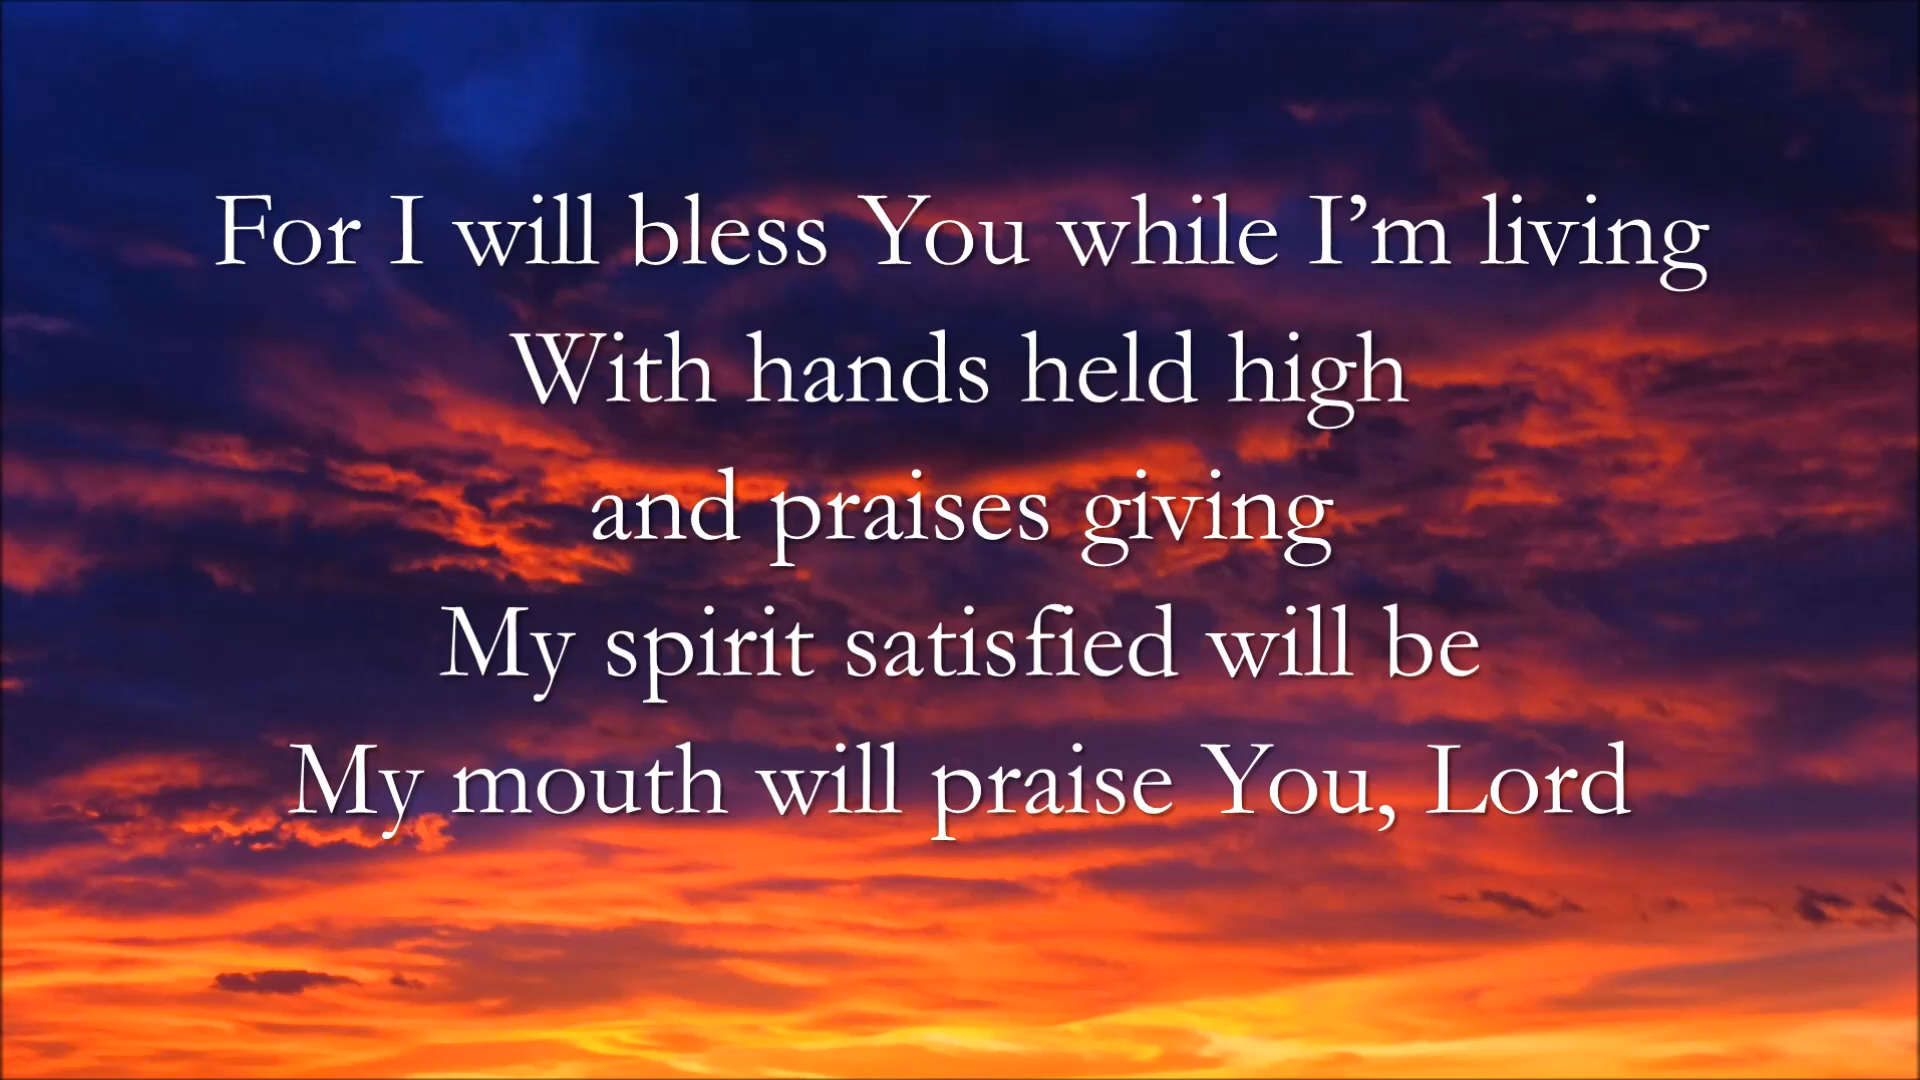 For I will bless You while I’m living
With hands held high
and praises giving
My spirit satisfied will be
My mouth will praise You, Lord